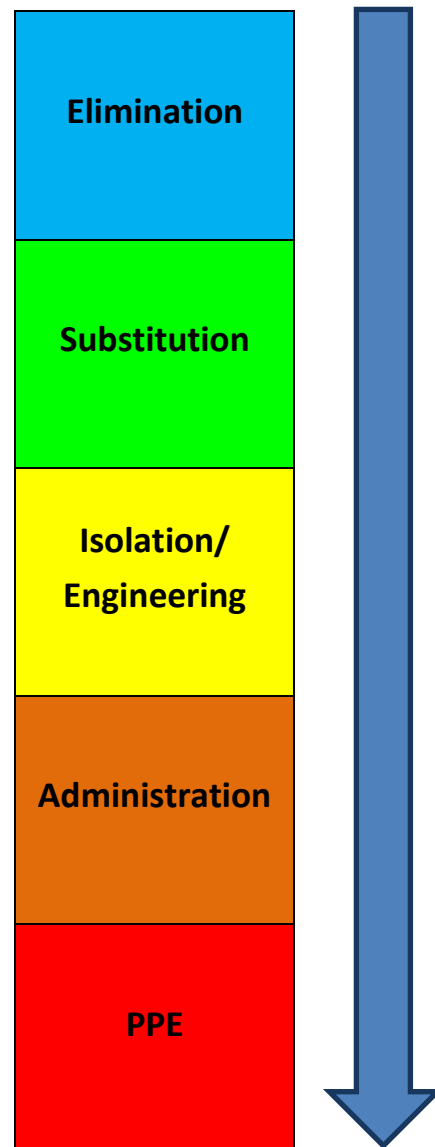 Elimination
Substitution
Isolation/
Engineering
Administration
PPE